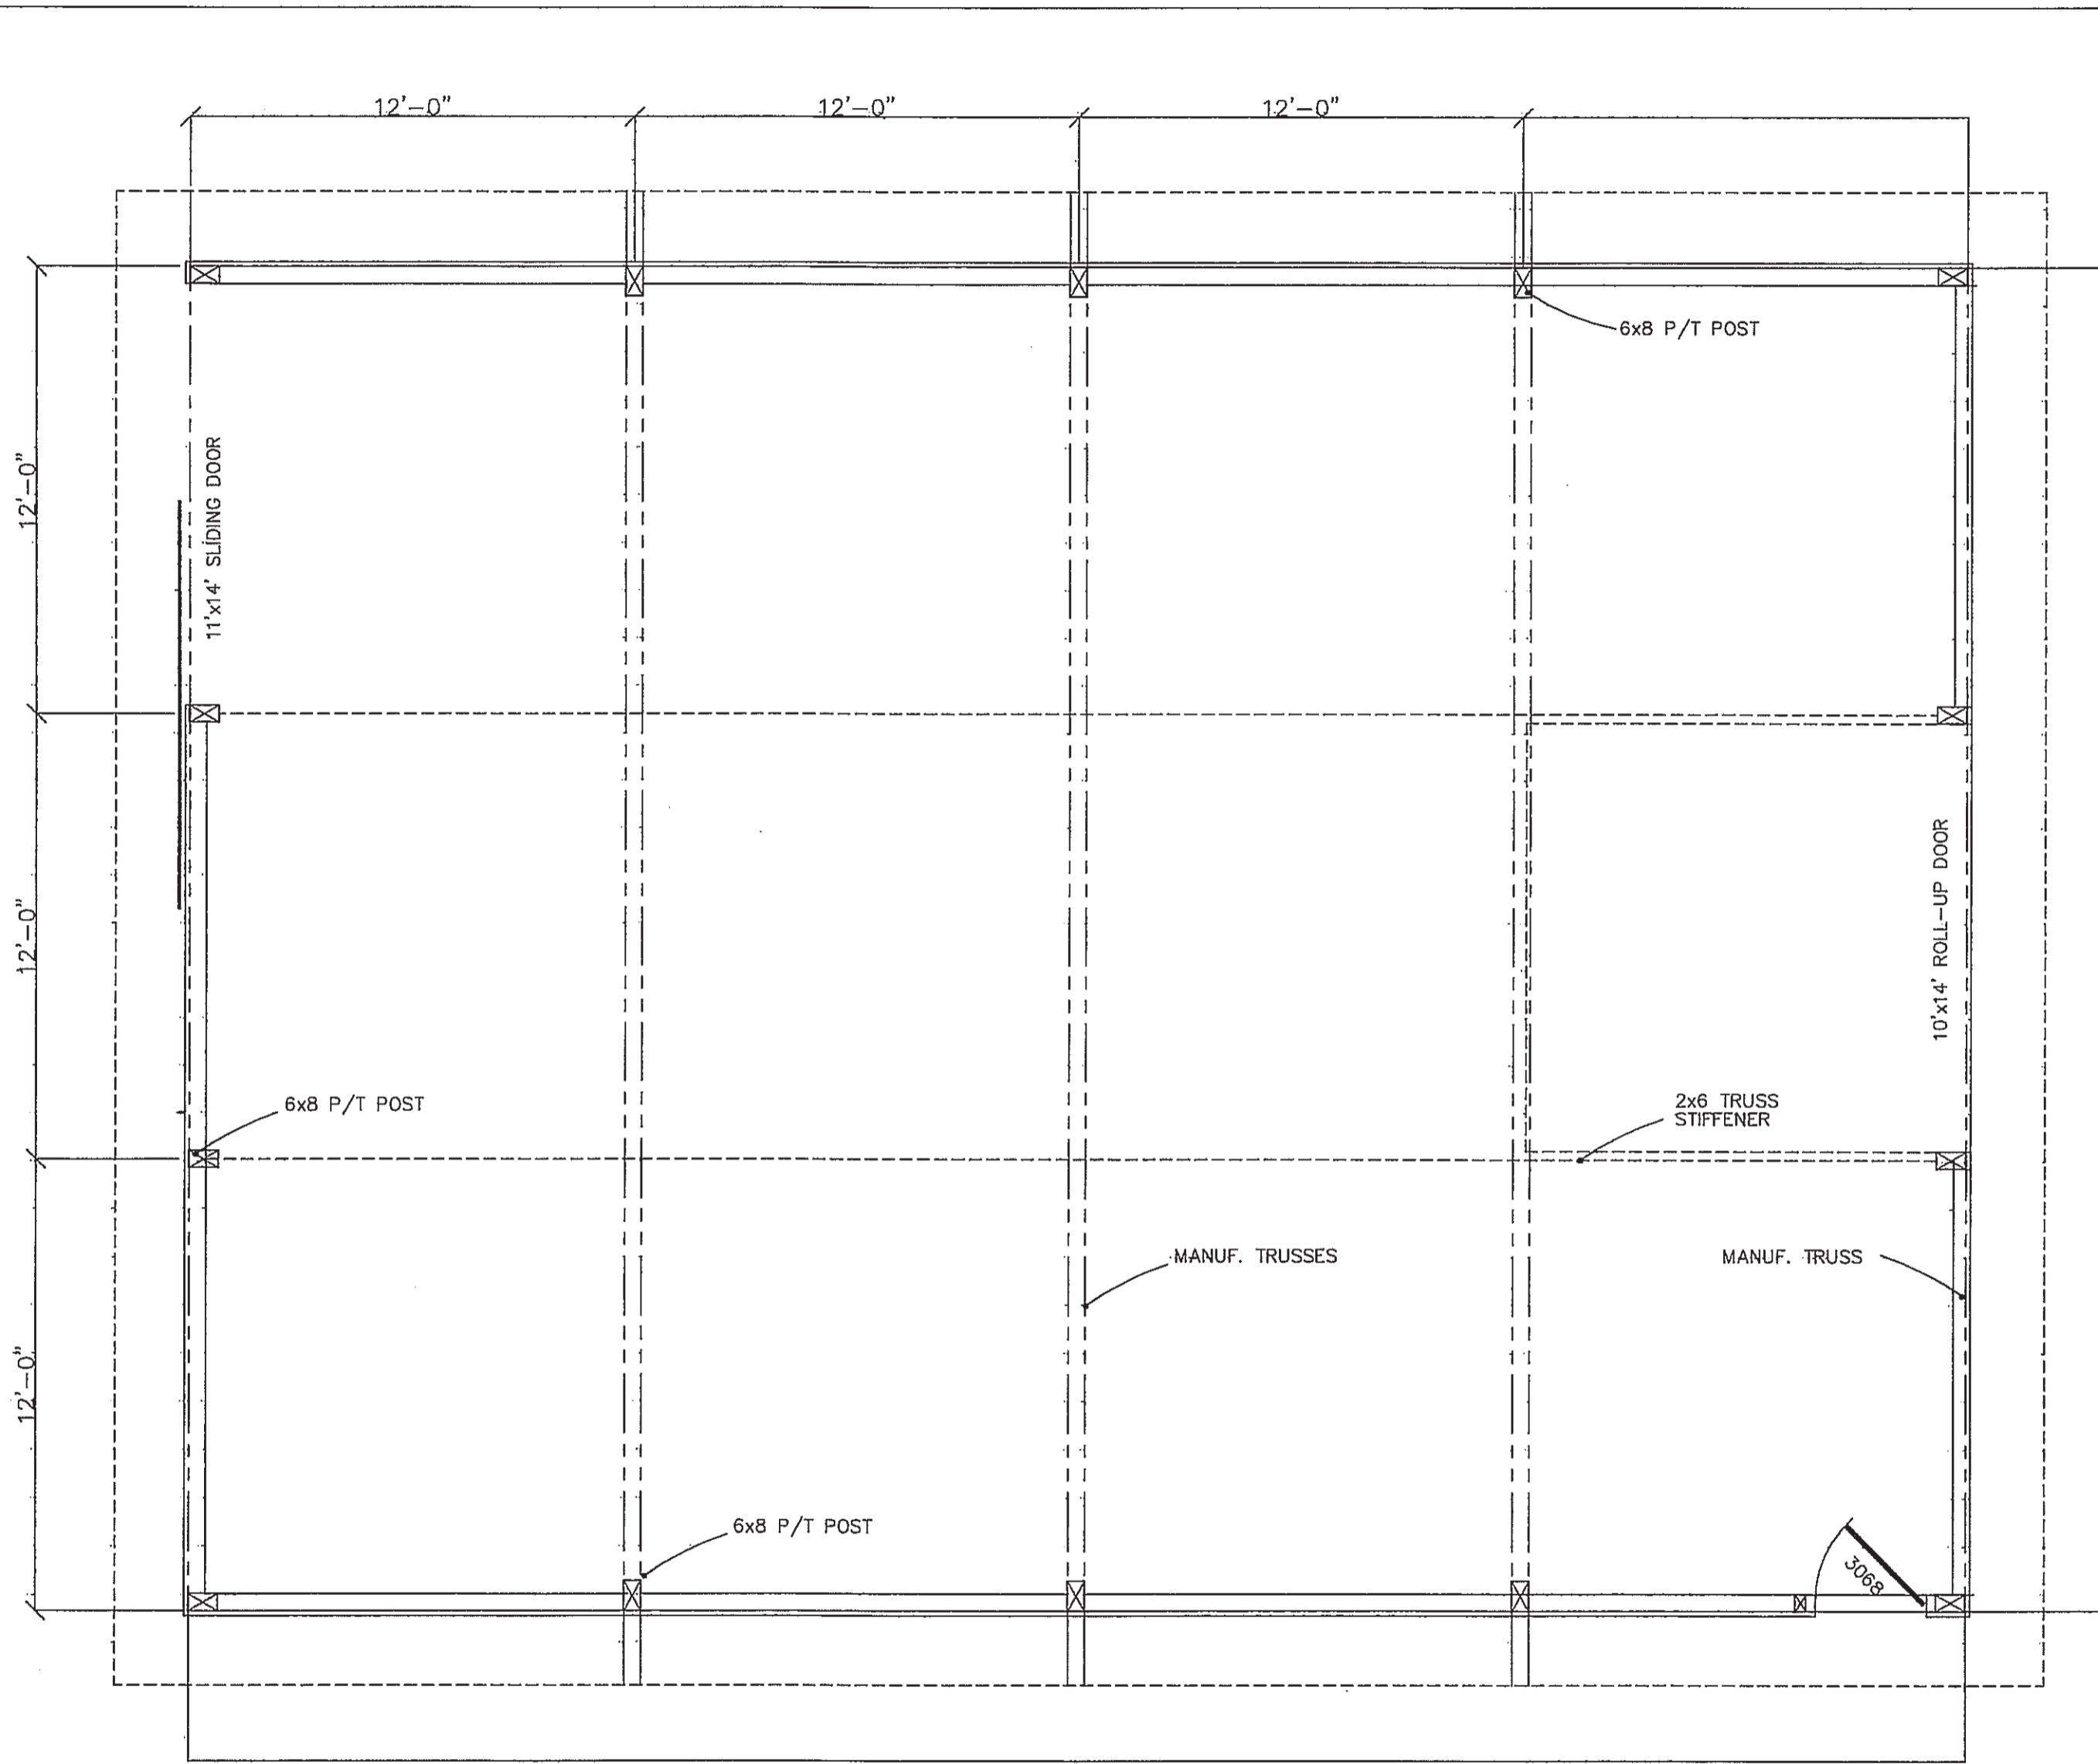 12'-0"
12'-0"
12'-0"
6x8 P/T POST
12'-0"
11'x14' SLIDING DOOR
12'-0"
10'x14' ROLL-UP DOOR
6x8 P/T POST
2x6 TRUSS
STIFFENER
MANUF. TRUSSES
MANUF. TRUSS
12'-0"
6x8 P/T POST
3068